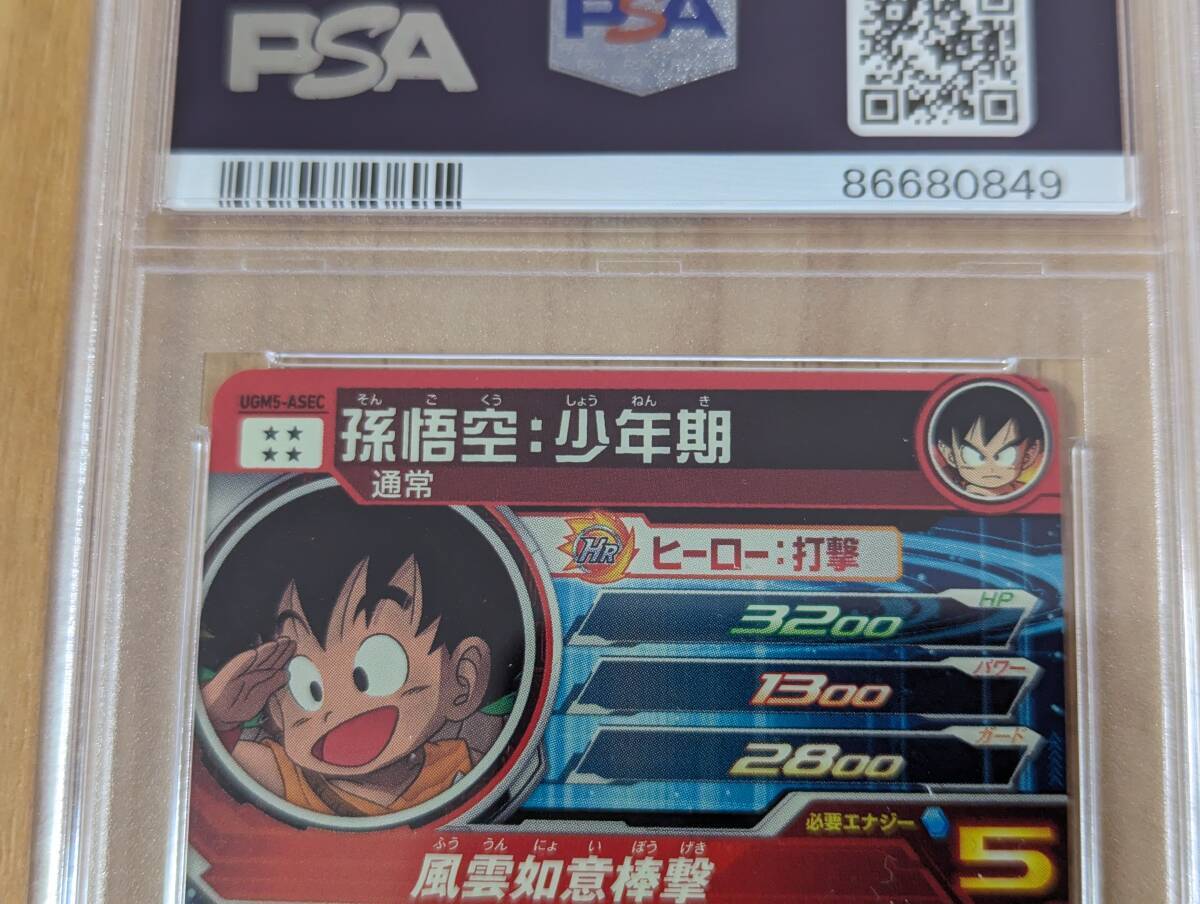 PSA
PSA
86680849
UGM5-ASEC
そんごくう しょうねんき
孫悟空:少年期
通常
HR
ヒーロー:打撃
HP
3200
パワー
1300
ガード
2800
必要エナジー
5
ふううんにょいぼうげき
風雲如意棒撃